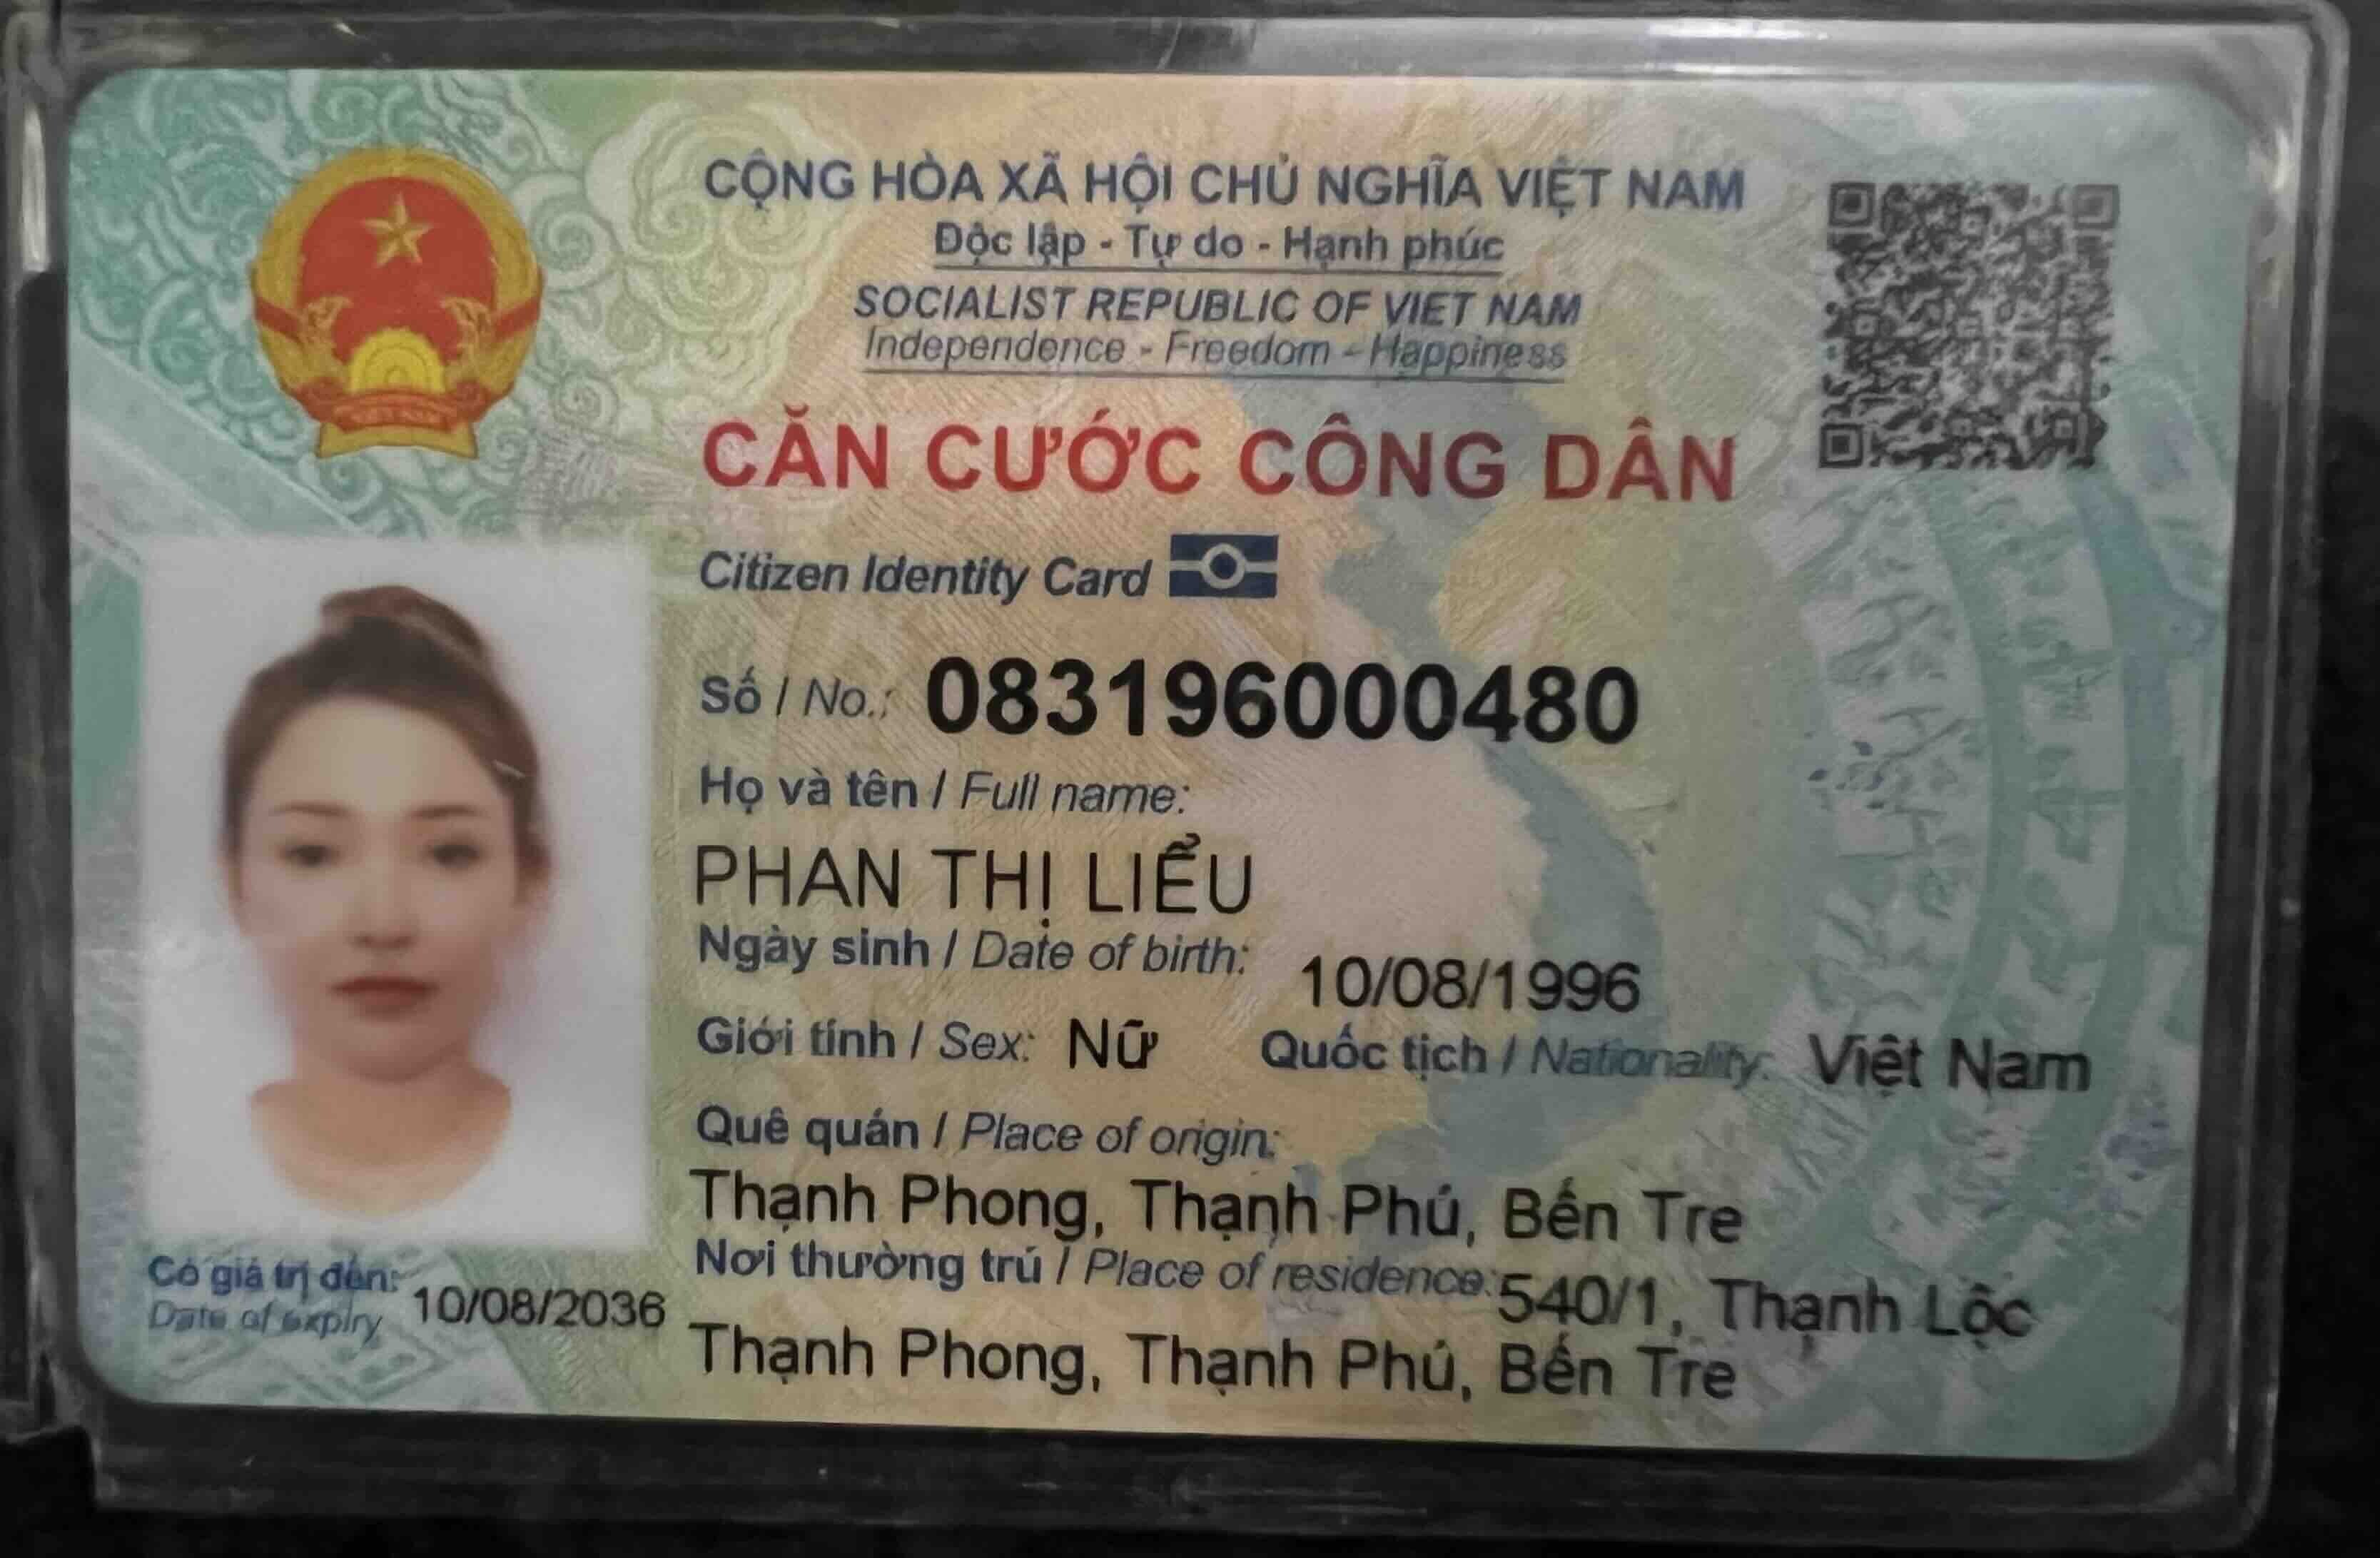 CỘNG HÒA XÃ HỘI CHỦ NGHĨA VIỆT NAM
Độc lập - Tự do - Hạnh phúc
SOCIALIST REPUBLIC OF VIET NAM
Independence - Freedom - Happiness
CĂN CƯỚC CÔNG DÂN
Citizen Identity Card
Số / No.: 083196000480
Họ và tên / Full name:
PHAN THỊ LIỂU
Ngày sinh / Date of birth: 10/08/1996
Giới tính / Sex: Nữ Quốc tịch / Nationality: Việt Nam
Quê quán / Place of origin:
Thạnh Phong, Thạnh Phú, Bến Tre
Nơi thường trú / Place of residence: 540/1, Thạnh Lộc
Thạnh Phong, Thạnh Phú, Bến Tre
Có giá trị đến: 10/08/2036
Date of expiry
VIỆT NAM